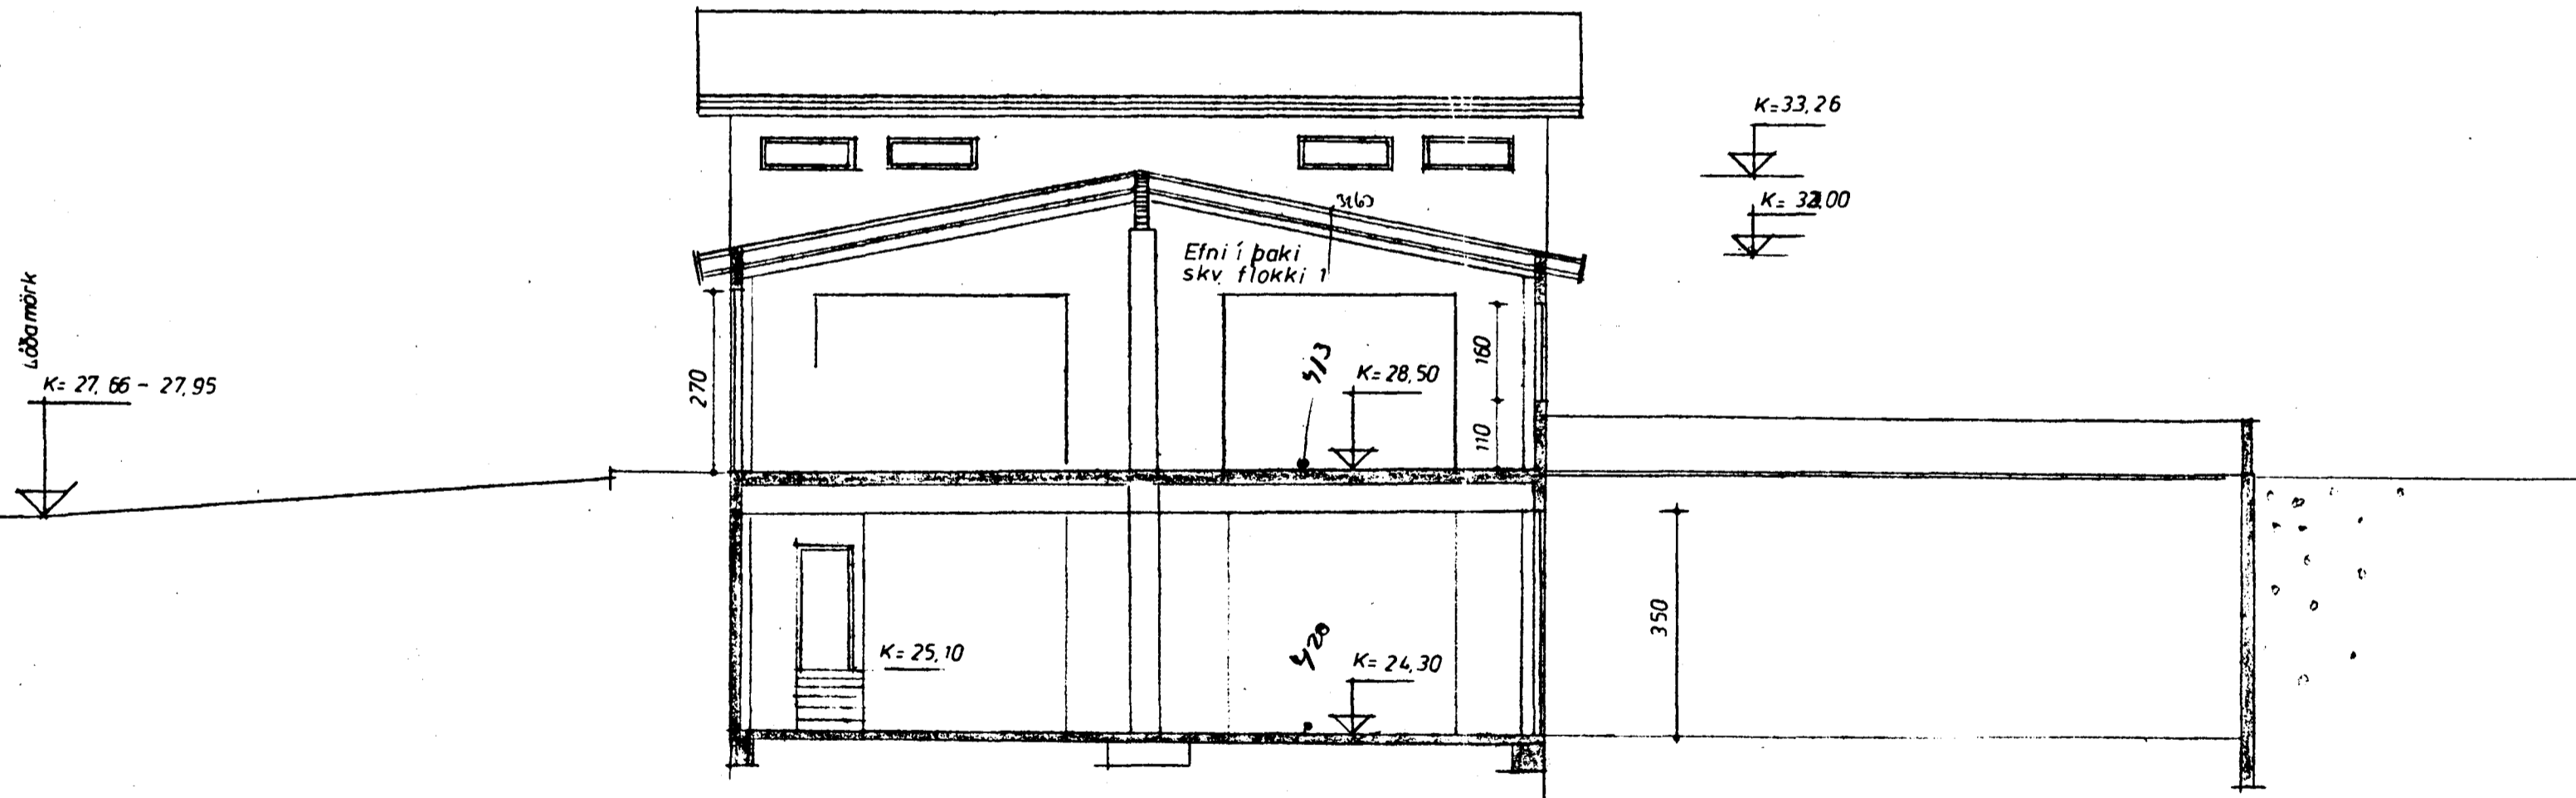 K=33,26
K= 32,00
Efni í þaki
skv. flokki 1
Lóðamörk
K= 27,66 - 27,95
270
160
K=28,50
110
350
K= 25,10
K= 24,30